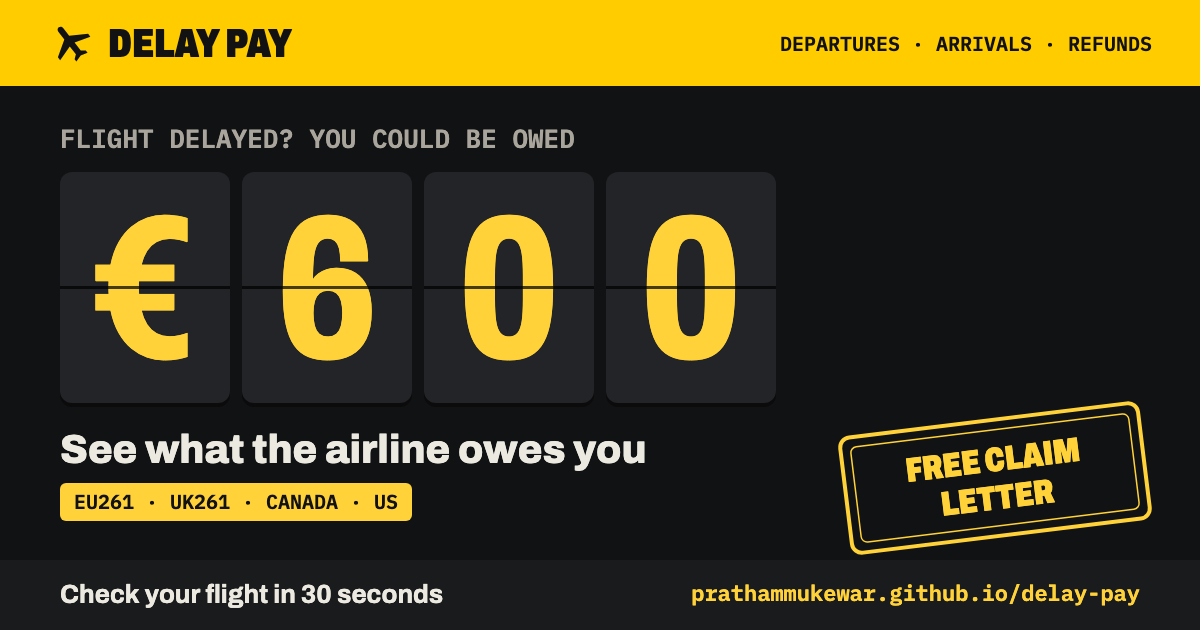 DELAY PAY
DEPARTURES · ARRIVALS · REFUNDS
FLIGHT DELAYED? YOU COULD BE OWED
€600
See what the airline owes you
EU261 · UK261 · CANADA · US
FREE CLAIM
LETTER
Check your flight in 30 seconds
prathammukewar.github.io/delay-pay